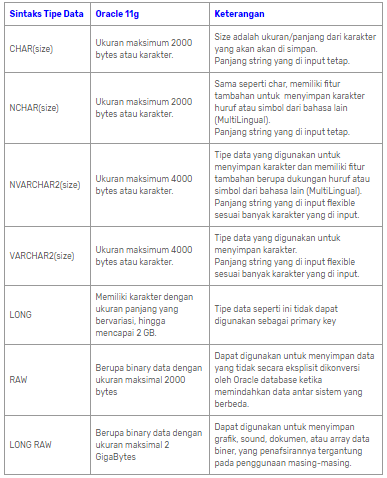 Sintaks Tipe Data
Oracle 11g
Keterangan
CHAR(size)
Ukuran maksimum 2000
bytes atau karakter.
Size adalah ukuran/panjang dari karakter
yang akan akan di simpan.
Panjang string yang di input tetap.
NCHAR(size)
Ukuran maksimum 2000
bytes atau karakter.
Sama seperti char, memiliki fitur
tambahan untuk menyimpan karakter
huruf atau simbol dari bahasa lain
(MultiLingual).
Panjang string yang di input tetap.
NVARCHAR2(size)
Ukuran maksimum 4000
bytes atau karakter.
Tipe data yang digunakan untuk
menyimpan karakter dan memiliki fitur
tambahan berupa dukungan huruf atau
simbol dari bahasa lain (MultiLingual).
Panjang string yang di input flexible
sesuai banyak karakter yang di input.
VARCHAR2(size)
Ukuran maksimum 4000
bytes atau karakter.
Tipe data yang digunakan untuk
menyimpan karakter.
Panjang string yang di input flexible
sesuai banyak karakter yang di input.
LONG
Memiliki karakter dengan
ukuran panjang yang
bervariasi, hingga
mencapai 2 GB.
Tipe data seperti ini tidak dapat
digunakan sebagai primary key
RAW
Berupa binary data dengan
ukuran maksimal 2000
bytes
Dapat digunakan untuk menyimpan data
yang tidak secara eksplisit dikonversi
oleh Oracle database ketika
memindahkan data antar sistem yang
berbeda.
LONG RAW
Berupa binary data dengan
ukuran maksimal 2
GigaBytes
Dapat digunakan untuk menyimpan
grafik, sound, dokumen, atau array data
biner, yang penafsirannya tergantung
pada penggunaan masing-masing.